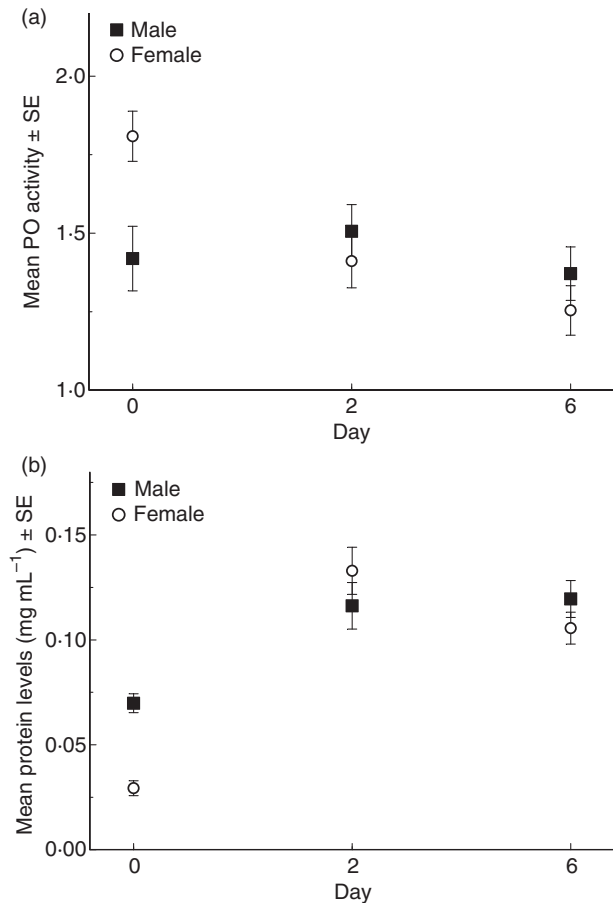 (a)
Male
Female
2·0
1·5
1·0
Mean PO activity ± SE
0 2 6
Day
(b)
Male
Female
0·15
0·10
0·05
0·00
Mean protein levels (mg mL⁻¹) ± SE
0 2 6
Day